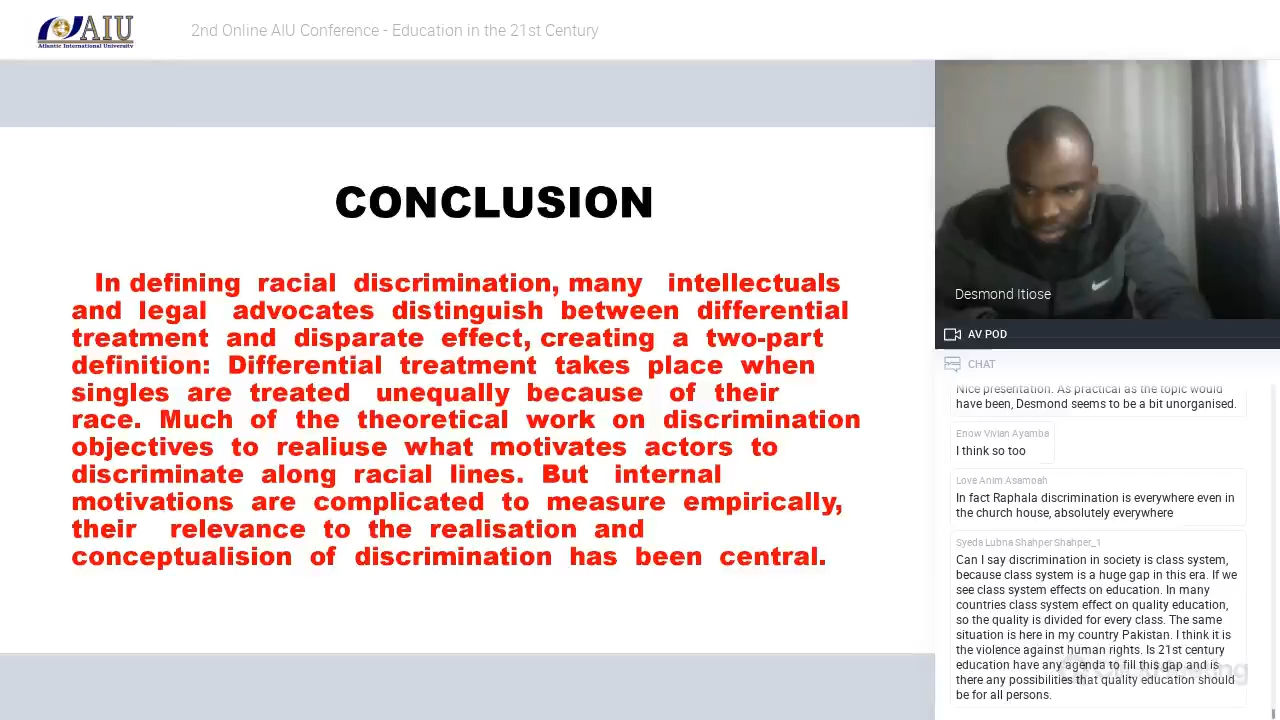 AIU
Atlantic International University
2nd Online AIU Conference - Education in the 21st Century
CONCLUSION
In defining racial discrimination, many intellectuals
and legal advocates distinguish between differential
treatment and disparate effect, creating a two-part
definition: Differential treatment takes place when
singles are treated unequally because of their
race. Much of the theoretical work on discrimination
objectives to realiuse what motivates actors to
discriminate along racial lines. But internal
motivations are complicated to measure empirically,
their relevance to the realisation and
conceptualision of discrimination has been central.
Desmond Itiose
AV POD
CHAT
Nice presentation. As practical as the topic would
have been, Desmond seems to be a bit unorganised.
Enow Vivian Ayamba
I think so too
Love Anim Asamoah
In fact Raphala discrimination is everywhere even in
the church house, absolutely everywhere
Syeda Lubna Shahper Shahper_1
Can I say discrimination in society is class system,
because class system is a huge gap in this era. If we
see class system effects on education. In many
countries class system effect on quality education,
so the quality is divided for every class. The same
situation is here in my country Pakistan. I think it is
the violence against human rights. Is 21st century
education have any agenda to fill this gap and is
there any possibilities that quality education should
be for all persons.